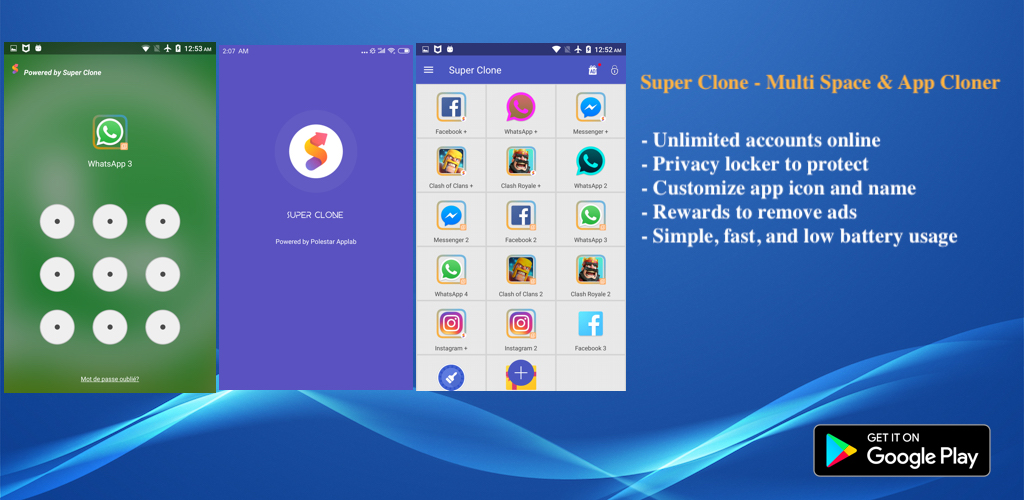 12:53 AM
Powered by Super Clone
WhatsApp 3
Mot de passe oublié?
2:07 AM
SUPER CLONE
Powered by Polestar Applab
12:52 AM
Super Clone
AD
Facebook +
WhatsApp +
Messenger +
Clash of Clans +
Clash Royale +
WhatsApp 2
Messenger 2
Facebook 2
WhatsApp 3
WhatsApp 4
Clash of Clans 2
Clash Royale 2
Instagram +
Instagram 2
Facebook 3
Super Clone - Multi Space & App Cloner
- Unlimited accounts online
- Privacy locker to protect
- Customize app icon and name
- Rewards to remove ads
- Simple, fast, and low battery usage
GET IT ON
Google Play